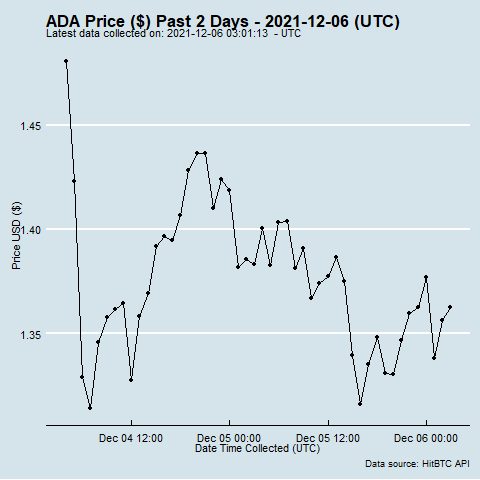 ADA Price ($) Past 2 Days - 2021-12-06 (UTC)
Latest data collected on: 2021-12-06 03:01:13  - UTC
1.45
1.40
1.35
Price USD ($)
Dec 04 12:00 Dec 05 00:00 Dec 05 12:00 Dec 06 00:00
Date Time Collected (UTC)
Data source: HitBTC API